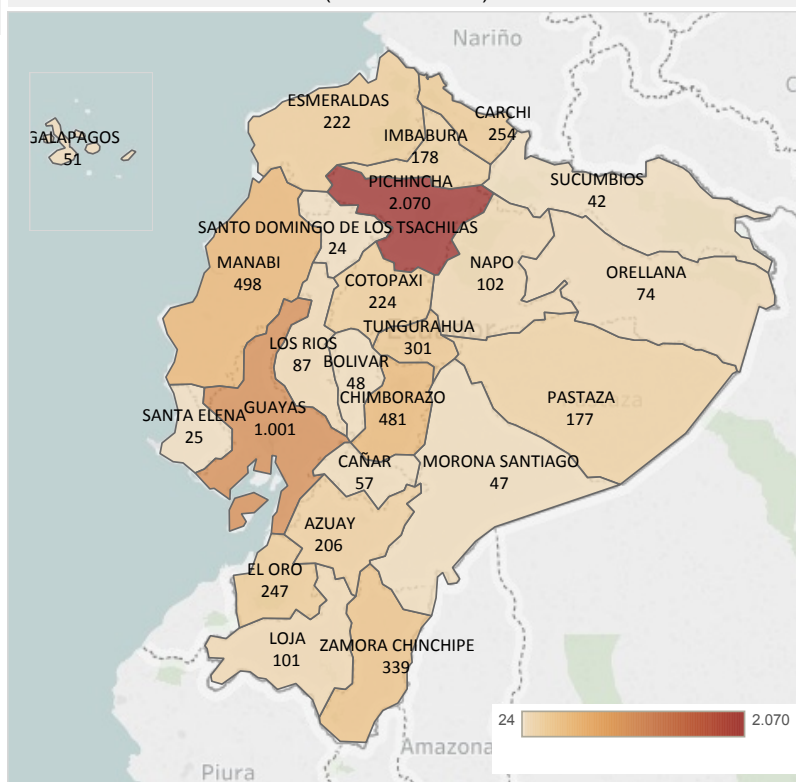 Nariño
ESMERALDAS
222
CARCHI
254
IMBABURA
178
GALAPAGOS
51
PICHINCHA
2.070
SUCUMBIOS
42
SANTO DOMINGO DE LOS TSACHILAS
24
MANABI
498
NAPO
102
ORELLANA
74
COTOPAXI
224
TUNGURAHUA
301
Ecuador
LOS RIOS
87
BOLIVAR
48
CHIMBORAZO
481
PASTAZA
177
SANTA ELENA
25
GUAYAS
1.001
CAÑAR
57
MORONA SANTIAGO
47
AZUAY
206
EL ORO
247
LOJA
101
ZAMORA CHINCHIPE
339
24
2.070
Amazona
Piura